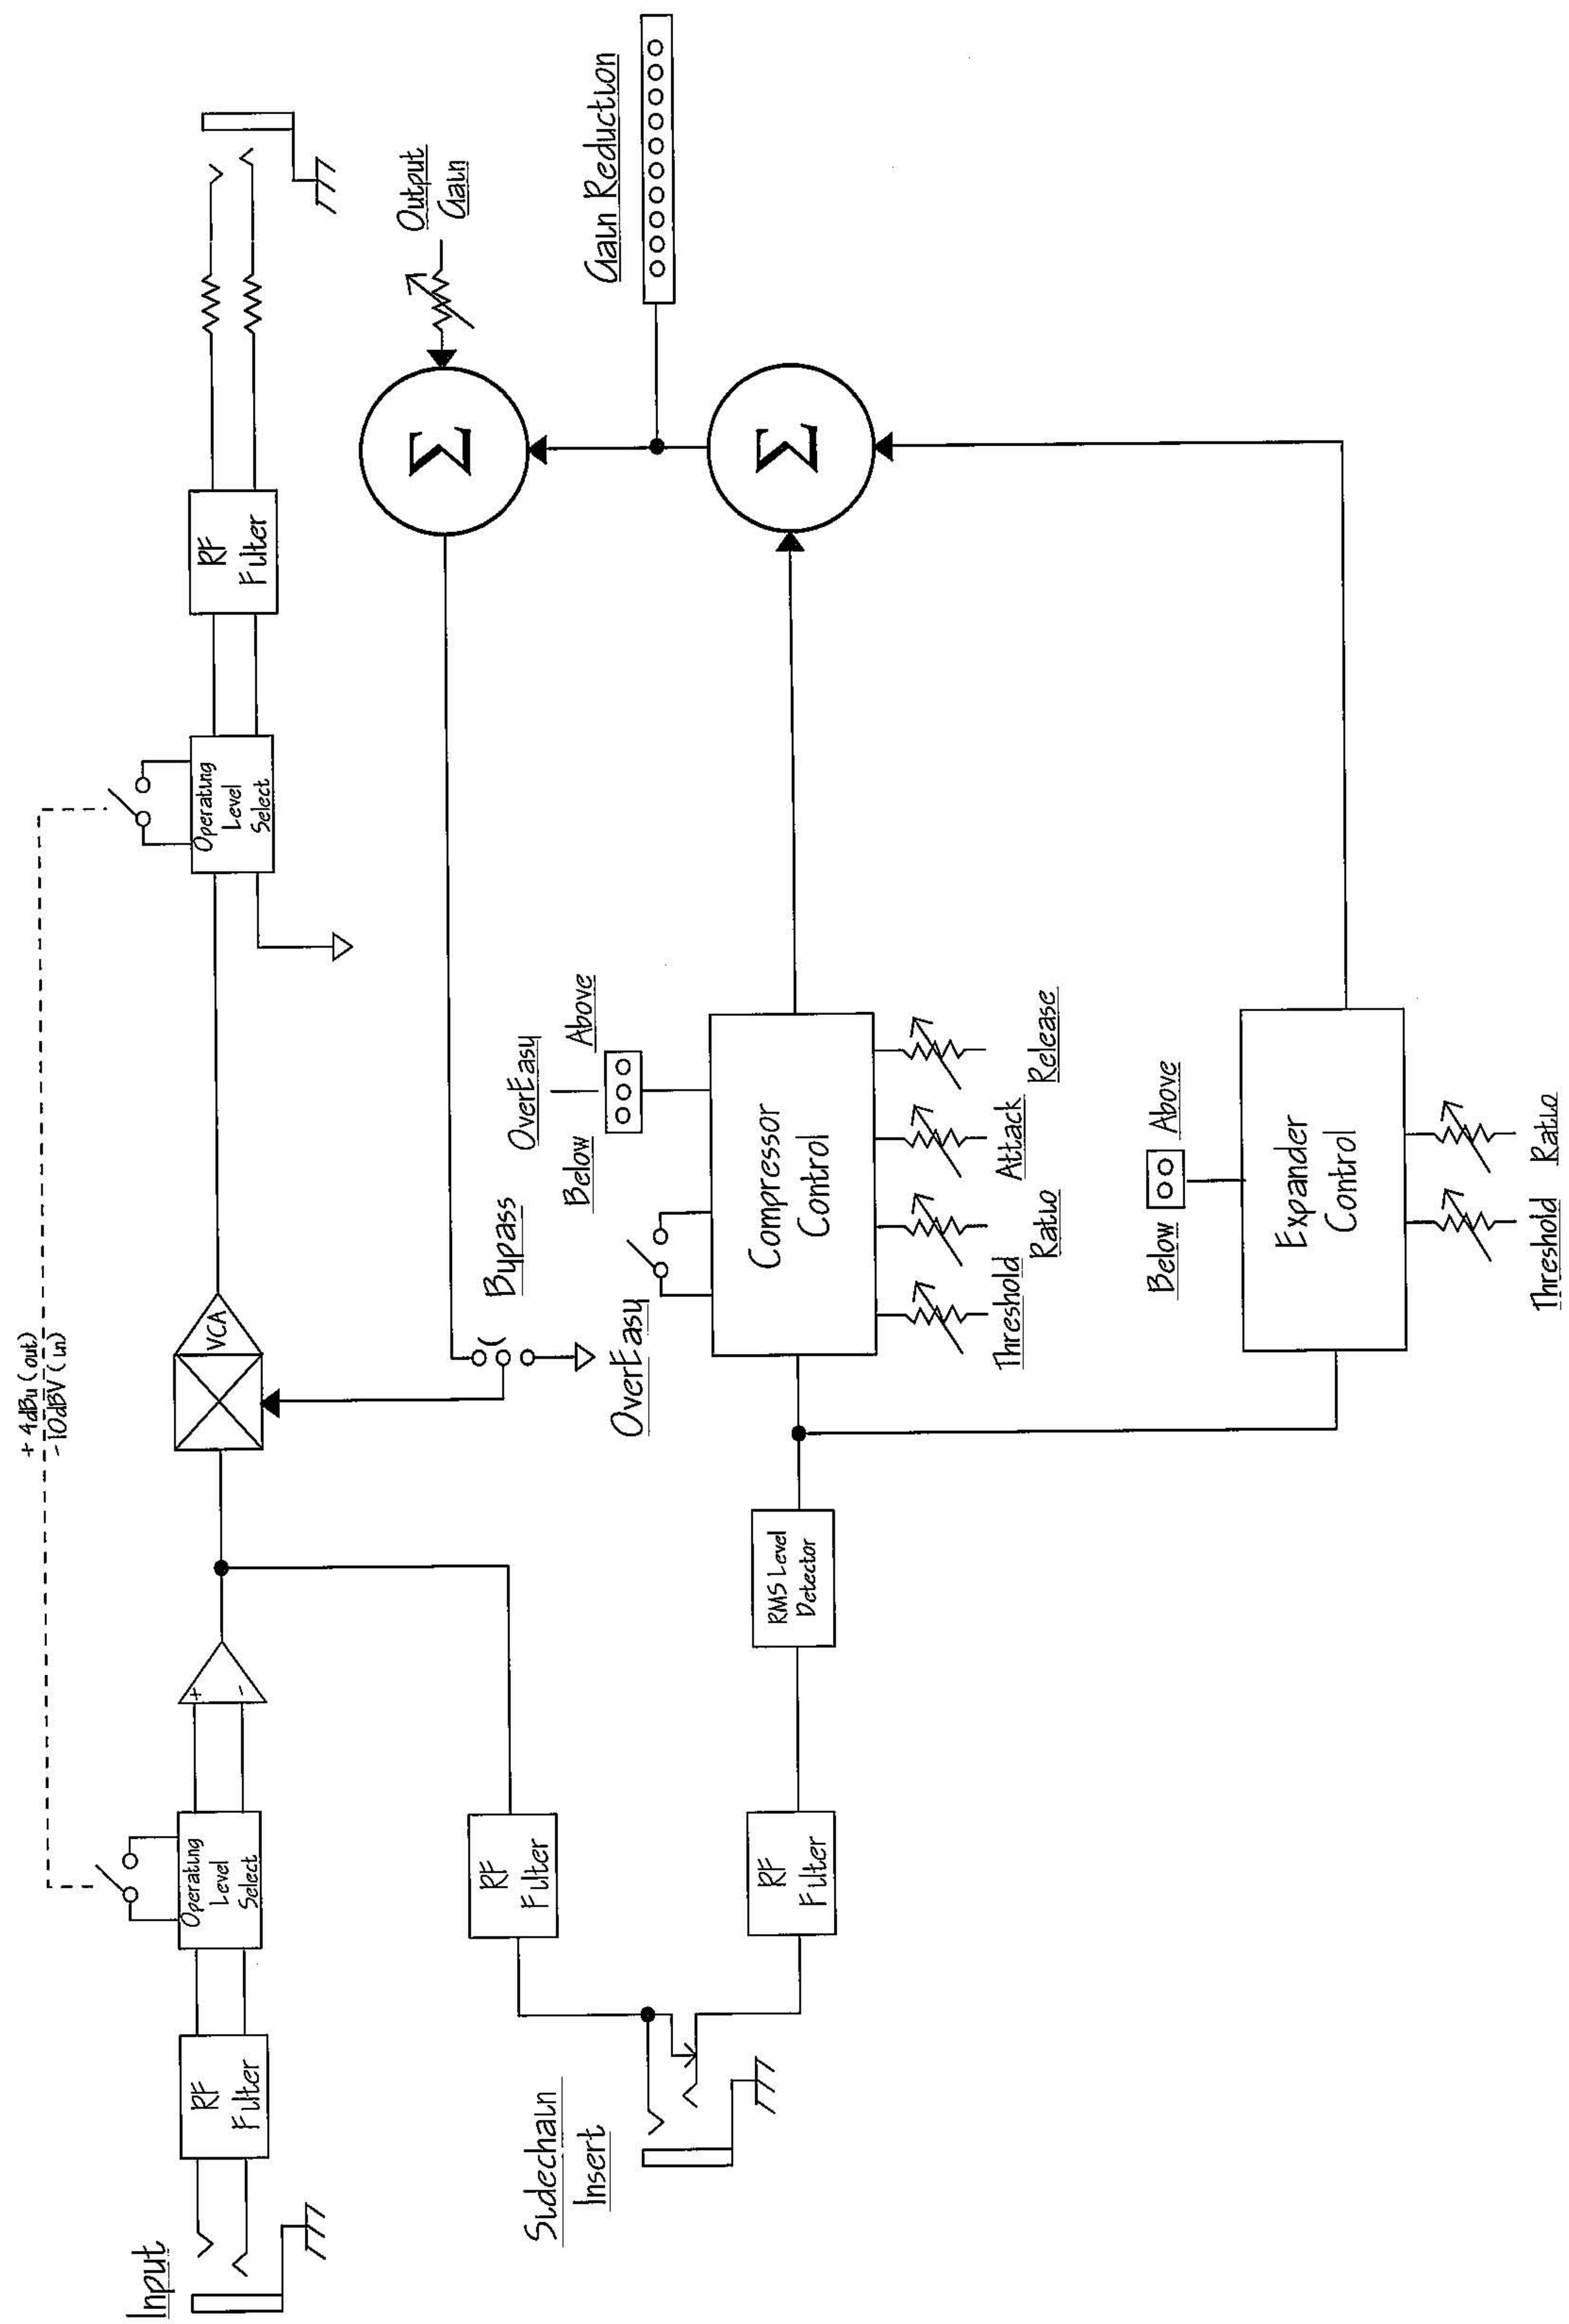 +4dBu (out)
-10dBV (in)
Input
RF
Filter
Operating
Level
Select
+
-
VCA
Operating
Level
Select
RF
Filter
Sidechain
Insert
RF
Filter
Bypass
Σ
Output
Gain
OverEasy
Below
OverEasy
Above
RF
Filter
RMS Level
Detector
Compressor
Control
Threshold
Ratio
Attack
Release
Σ
Gain Reduction
Below
Above
Expander
Control
Threshold
Ratio